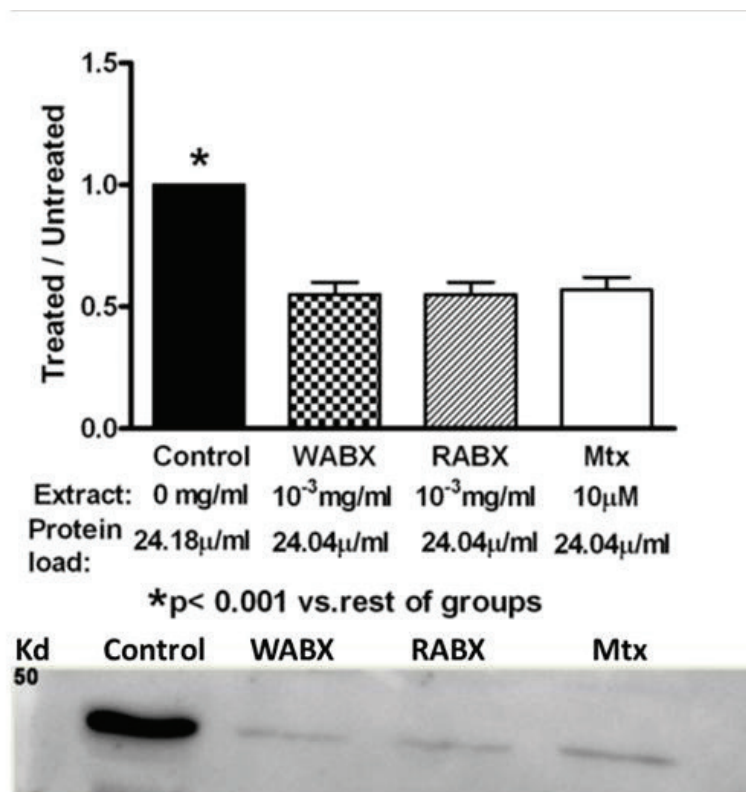 1.5
1.0
0.5
0.0
Treated / Untreated
*
Control WABX RABX Mtx
Extract: 0 mg/ml 10⁻³mg/ml 10⁻³mg/ml 10µM
Protein load: 24.18µ/ml 24.04µ/ml 24.04µ/ml 24.04µ/ml
*p< 0.001 vs.rest of groups
Kd Control WABX RABX Mtx
50